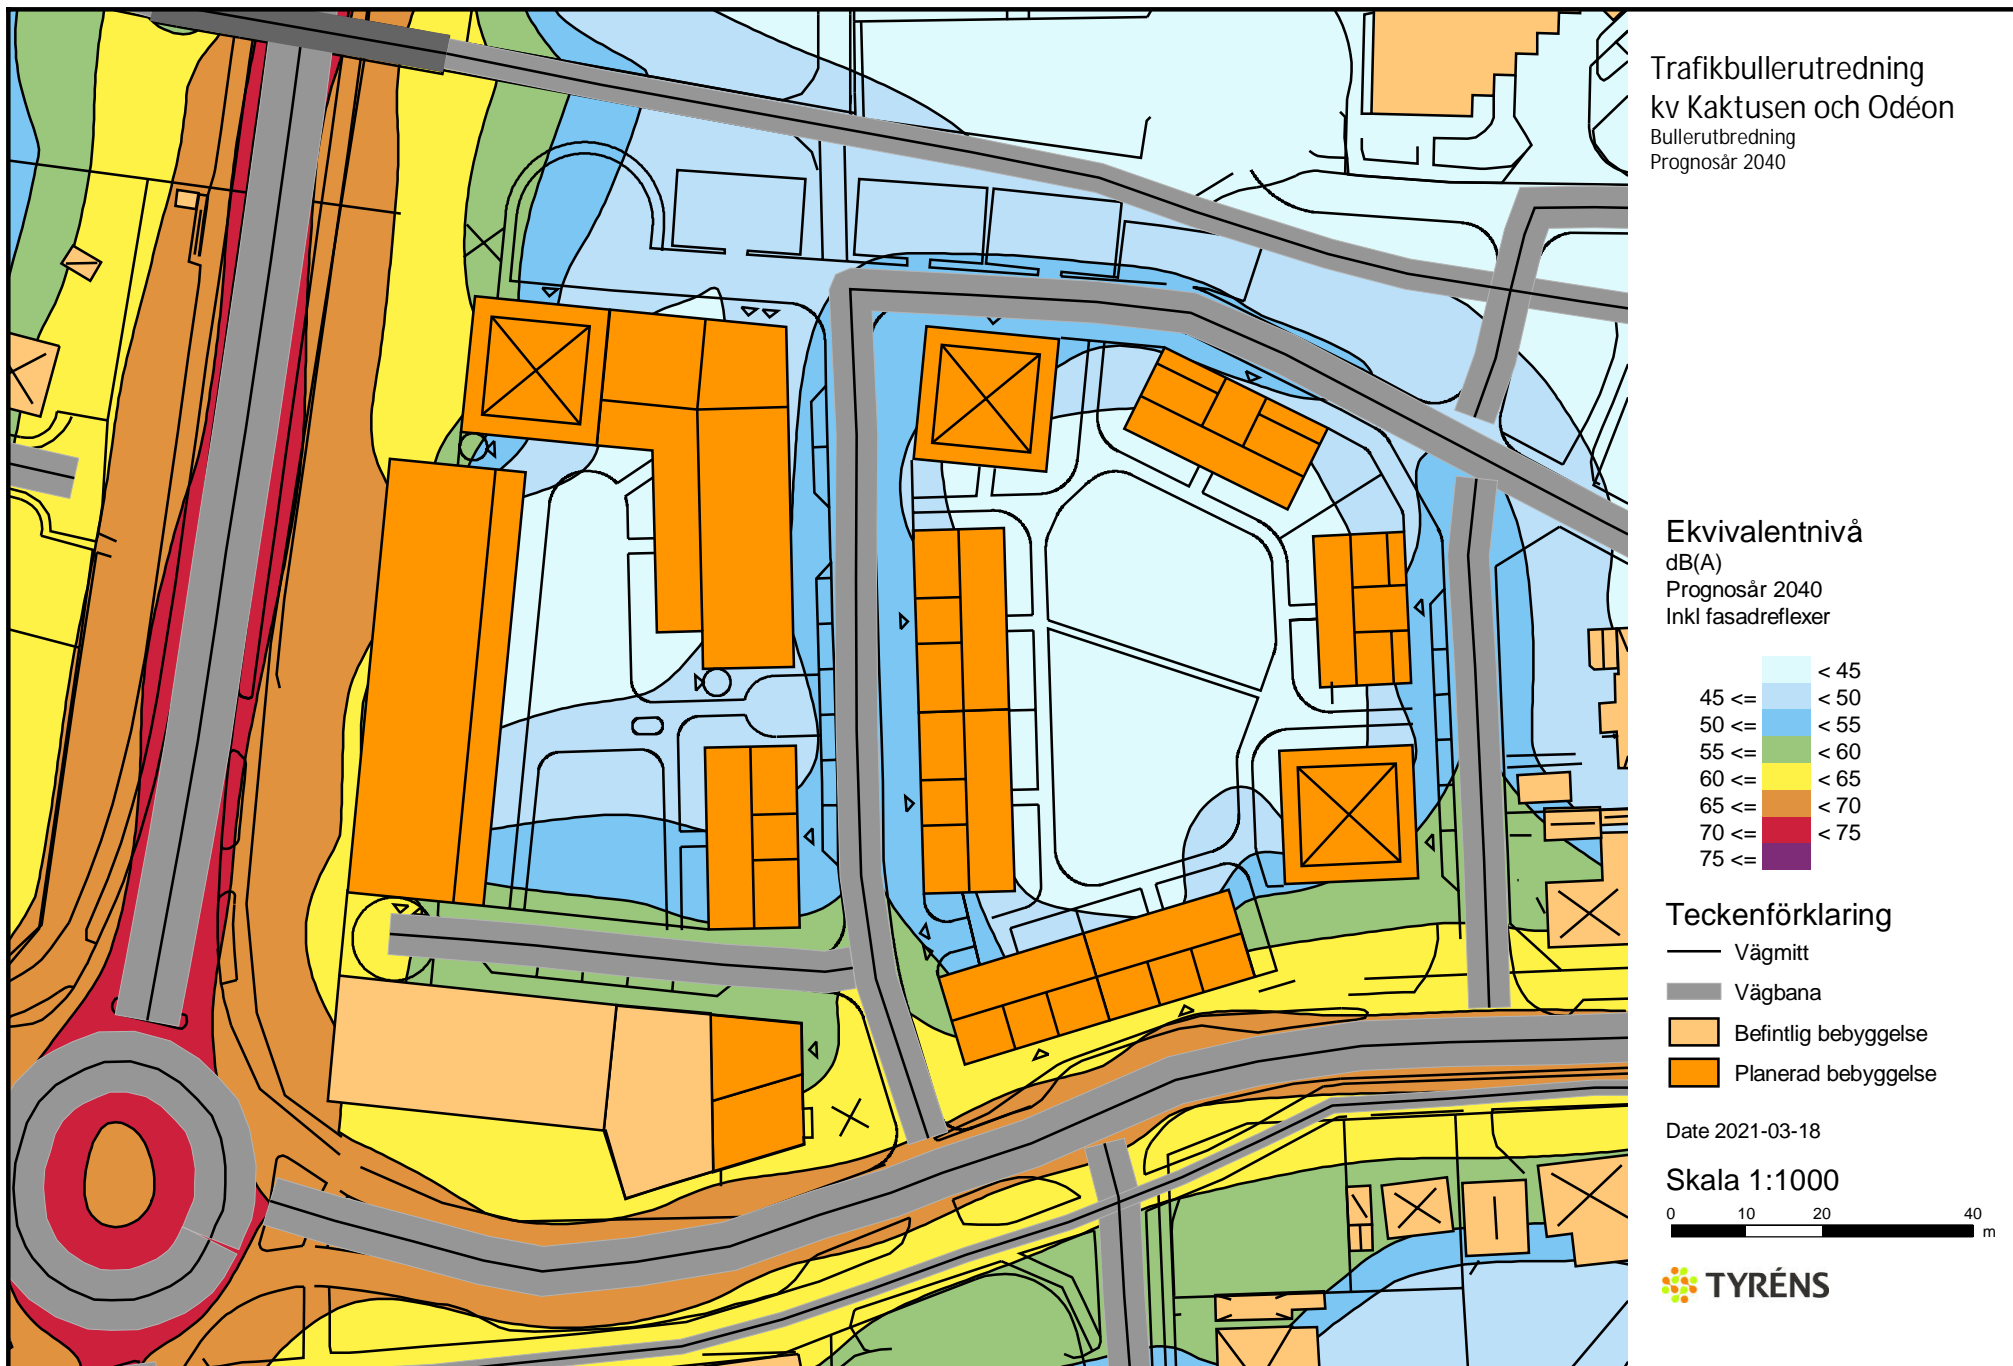 Trafikbullerutredning
kv Kaktusen och Odéon
Bullerutbredning
Prognosår 2040
Ekvivalentnivå
dB(A)
Prognosår 2040
Inkl fasadreflexer
< 45
45 <= < 50
50 <= < 55
55 <= < 60
60 <= < 65
65 <= < 70
70 <= < 75
75 <=
Teckenförklaring
Vägmitt
Vägbana
Befintlig bebyggelse
Planerad bebyggelse
Date 2021-03-18
Skala 1:1000
0 10 20 40
m
TYRÉNS